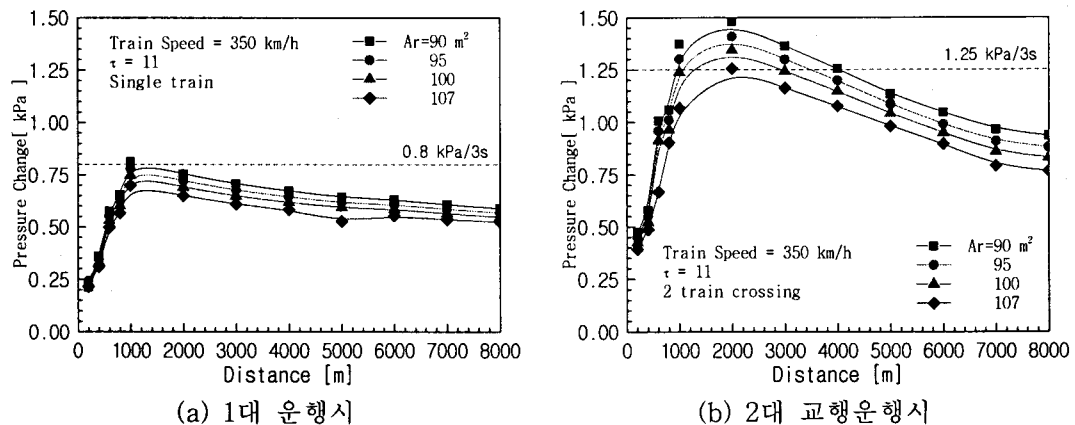 1.50
1.25
1.00
0.75
0.50
0.25
0.00
Pressure Change[ kPa]
Train Speed = 350 km/h
τ = 11
Single train
Ar=90 m²
95
100
107
0.8 kPa/3s
0 1000 2000 3000 4000 5000 6000 7000 8000
Distance [m]
(a) 1대 운행시
1.50
1.25
1.00
0.75
0.50
0.25
0.00
Pressure Change[ kPa]
1.25 kPa/3s
Train Speed = 350 km/h
τ = 11
2 train crossing
Ar=90 m²
95
100
107
0 1000 2000 3000 4000 5000 6000 7000 8000
Distance [m]
(b) 2대 교행운행시